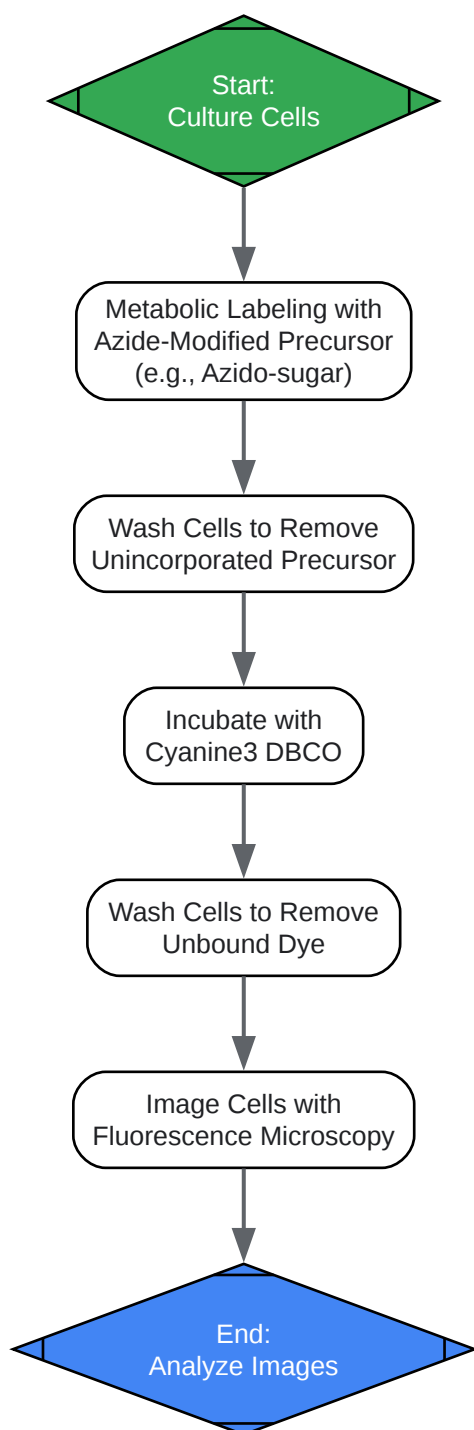 Start:
Culture Cells
Metabolic Labeling with
Azide-Modified Precursor
(e.g., Azido-sugar)
Wash Cells to Remove
Unincorporated Precursor
Incubate with
Cyanine3 DBCO
Wash Cells to Remove
Unbound Dye
Image Cells with
Fluorescence Microscopy
End:
Analyze Images